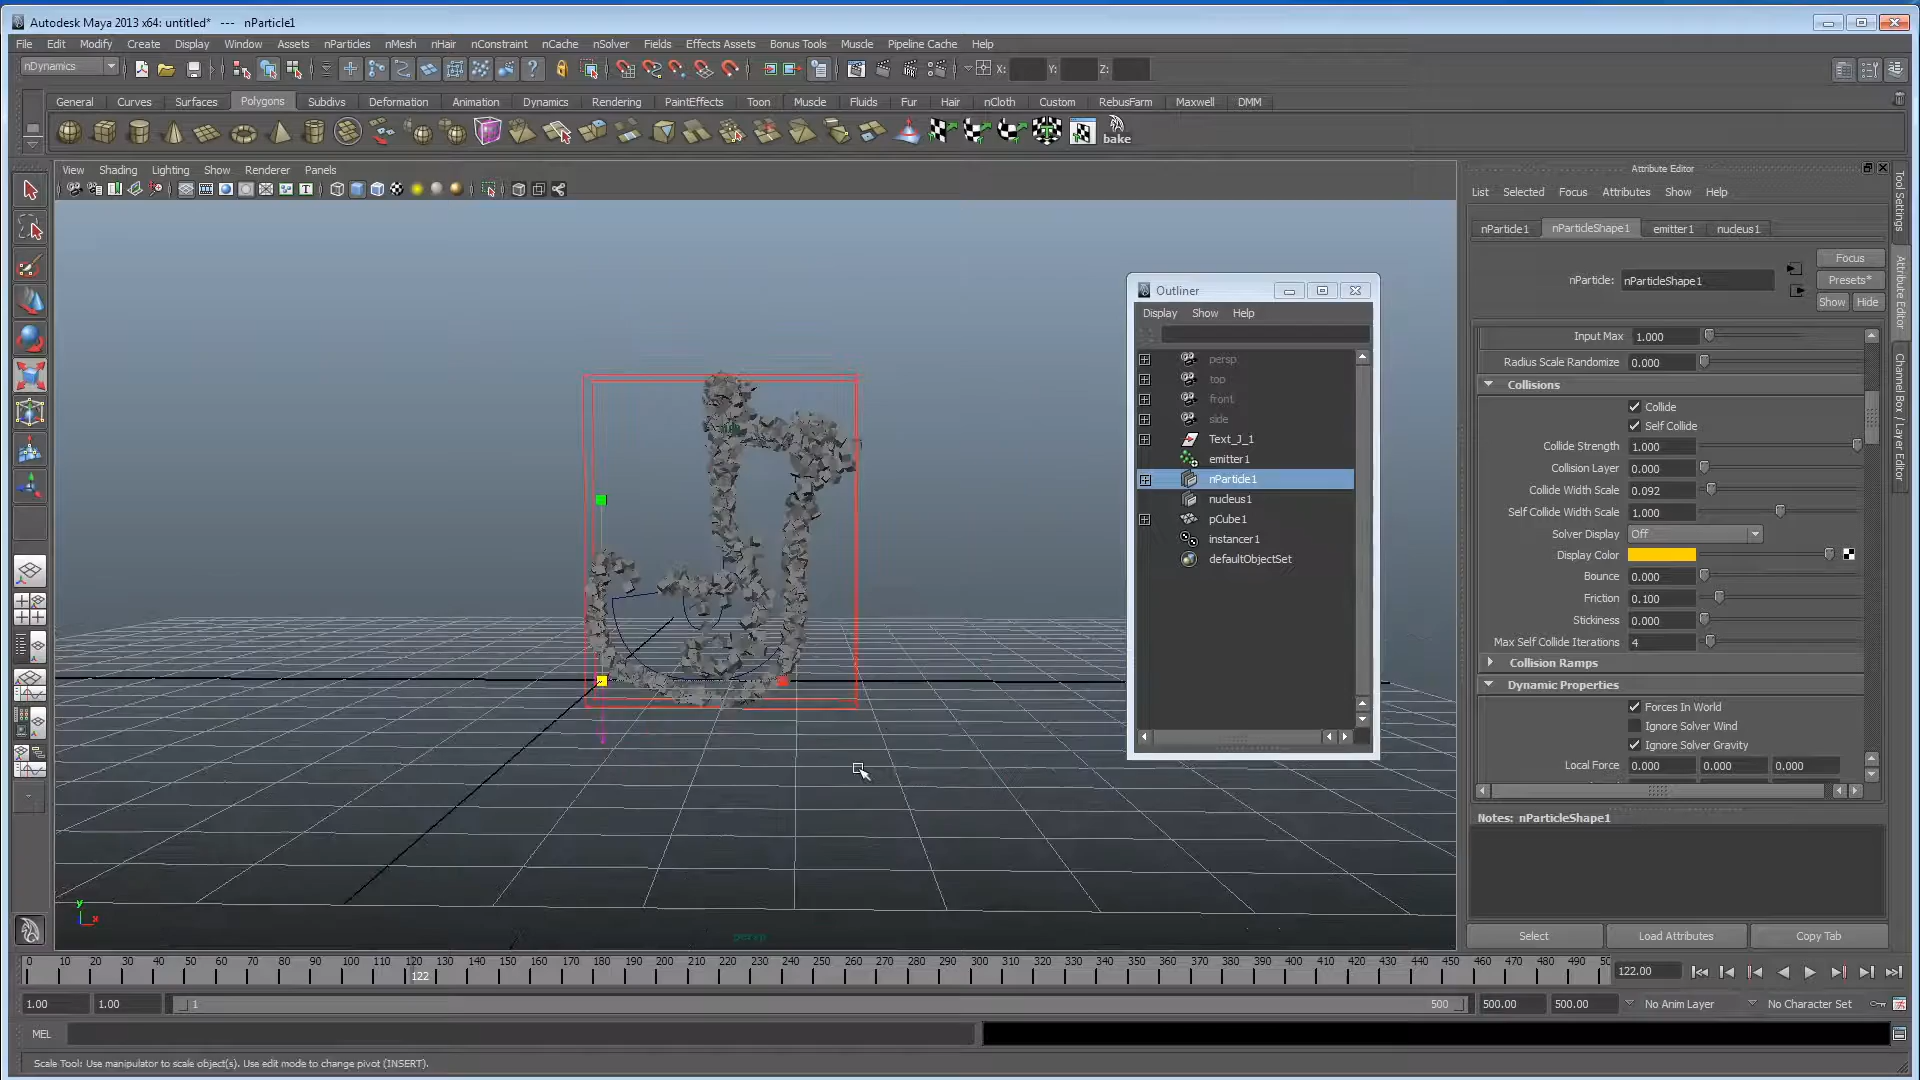 Autodesk Maya 2013 x64: untitled* --- nParticle1
File Edit Modify Create Display Window Assets nParticles nMesh nHair nConstraint nCache nSolver Fields Effects Assets Bonus Tools Muscle Pipeline Cache Help
nDynamics X: Y: Z:
General Curves Surfaces Polygons Subdivs Deformation Animation Dynamics Rendering PaintEffects Toon Muscle Fluids Fur Hair nCloth Custom RebusFarm Maxwell DMM
bake
View Shading Lighting Show Renderer Panels
Attribute Editor
List Selected Focus Attributes Show Help
nParticle1 nParticleShape1 emitter1 nucleus1
Focus
nParticle: nParticleShape1 Presets*
Show Hide
Input Max 1.000
Radius Scale Randomize 0.000
Collisions
Collide
Self Collide
Collide Strength 1.000
Collision Layer 0.000
Collide Width Scale 0.092
Self Collide Width Scale 1.000
Solver Display Off
Display Color
Bounce 0.000
Friction 0.100
Stickiness 0.000
Max Self Collide Iterations 4
Collision Ramps
Dynamic Properties
Forces In World
Ignore Solver Wind
Ignore Solver Gravity
Local Force 0.000 0.000 0.000
Notes: nParticleShape1
Select Load Attributes Copy Tab
Tool Settings
Attribute Editor
Channel Box / Layer Editor
Outliner
Display Show Help
persp
top
front
side
Text_J_1
emitter1
nParticle1
nucleus1
pCube1
instancer1
defaultObjectSet
y
x
persp
0 10 20 30 40 50 60 70 80 90 100 110 120 130 140 150 160 170 180 190 200 210 220 230 240 250 260 270 280 290 300 310 320 330 340 350 360 370 380 390 400 410 420 430 440 450 460 470 480 490 50
122
122.00
1.00 1.00 1 500 500.00 500.00 No Anim Layer No Character Set
MEL
Scale Tool: Use manipulator to scale object(s). Use edit mode to change pivot (INSERT).